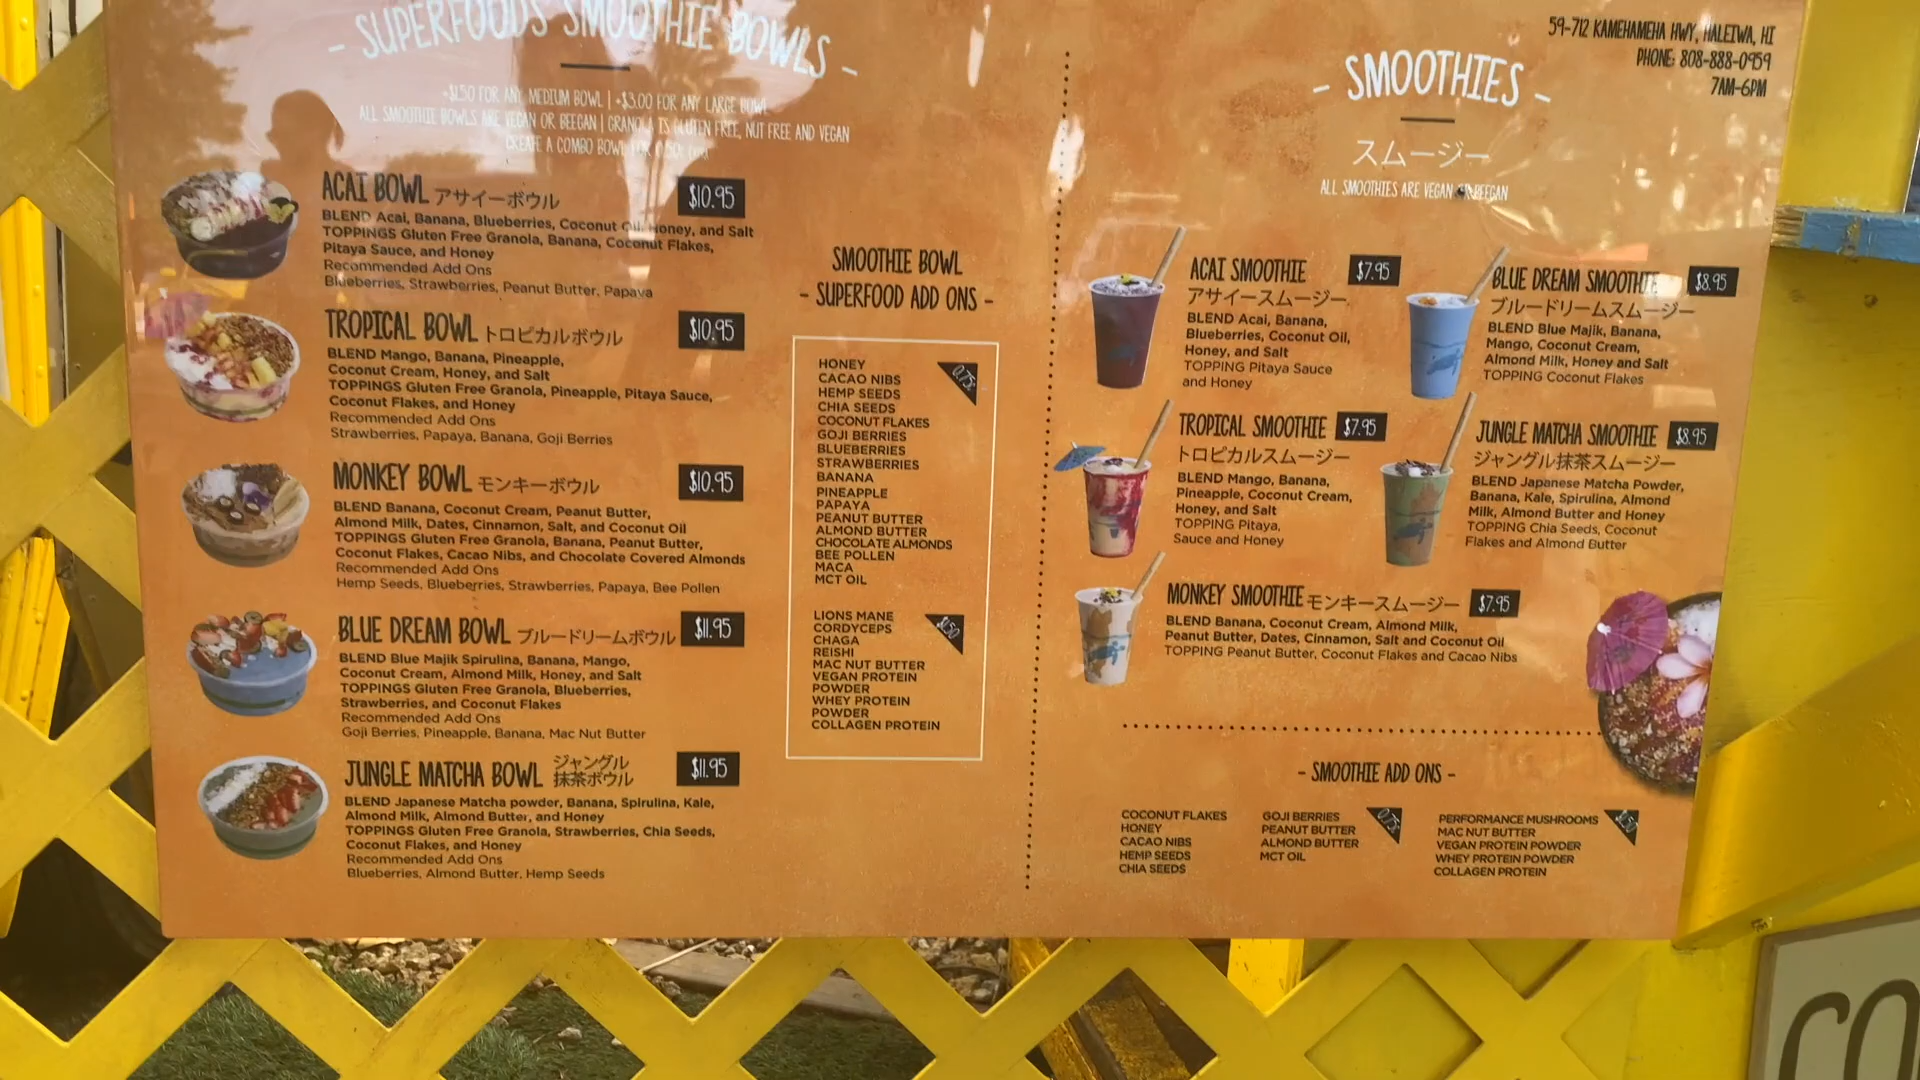 - SUPERFOODS SMOOTHIE BOWLS -
+$1.50 FOR ANY MEDIUM BOWL | +$3.00 FOR ANY LARGE BOWL
ALL SMOOTHIE BOWLS ARE VEGAN OR BEEGAN | GRANOLA IS GLUTEN FREE, NUT FREE AND VEGAN
CREATE A COMBO BOWL FOR
ACAI BOWL アサイーボウル $10.95
BLEND Acai, Banana, Blueberries, Coconut Oil, Honey, and Salt
TOPPINGS Gluten Free Granola, Banana, Coconut Flakes,
Pitaya Sauce, and Honey
Recommended Add Ons
Blueberries, Strawberries, Peanut Butter, Papaya
TROPICAL BOWL トロピカルボウル $10.95
BLEND Mango, Banana, Pineapple,
Coconut Cream, Honey, and Salt
TOPPINGS Gluten Free Granola, Pineapple, Pitaya Sauce,
Coconut Flakes, and Honey
Recommended Add Ons
Strawberries, Papaya, Banana, Goji Berries
MONKEY BOWL モンキーボウル $10.95
BLEND Banana, Coconut Cream, Peanut Butter,
Almond Milk, Dates, Cinnamon, Salt, and Coconut Oil
TOPPINGS Gluten Free Granola, Banana, Peanut Butter,
Coconut Flakes, Cacao Nibs, and Chocolate Covered Almonds
Recommended Add Ons
Hemp Seeds, Blueberries, Strawberries, Papaya, Bee Pollen
BLUE DREAM BOWL ブルードリームボウル $11.95
BLEND Blue Majik Spirulina, Banana, Mango,
Coconut Cream, Almond Milk, Honey, and Salt
TOPPINGS Gluten Free Granola, Blueberries,
Strawberries, and Coconut Flakes
Recommended Add Ons
Goji Berries, Pineapple, Banana, Mac Nut Butter
JUNGLE MATCHA BOWL ジャングル
抹茶ボウル $11.95
BLEND Japanese Matcha powder, Banana, Spirulina, Kale,
Almond Milk, Almond Butter, and Honey
TOPPINGS Gluten Free Granola, Strawberries, Chia Seeds,
Coconut Flakes, and Honey
Recommended Add Ons
Blueberries, Almond Butter, Hemp Seeds
SMOOTHIE BOWL
- SUPERFOOD ADD ONS -
HONEY 0.75¢
CACAO NIBS
HEMP SEEDS
CHIA SEEDS
COCONUT FLAKES
GOJI BERRIES
BLUEBERRIES
STRAWBERRIES
BANANA
PINEAPPLE
PAPAYA
PEANUT BUTTER
ALMOND BUTTER
CHOCOLATE ALMONDS
BEE POLLEN
MACA
MCT OIL
LIONS MANE $1.50
CORDYCEPS
CHAGA
REISHI
MAC NUT BUTTER
VEGAN PROTEIN
POWDER
WHEY PROTEIN
POWDER
COLLAGEN PROTEIN
59-712 KAMEHAMEHA HWY, HALEIWA, HI
PHONE: 808-888-0959
7AM-6PM
- SMOOTHIES -
スムージー
ALL SMOOTHIES ARE VEGAN OR BEEGAN
ACAI SMOOTHIE $7.95
アサイースムージー
BLEND Acai, Banana,
Blueberries, Coconut Oil,
Honey, and Salt
TOPPING Pitaya Sauce
and Honey
BLUE DREAM SMOOTHIE $8.95
ブルードリームスムージー
BLEND Blue Majik, Banana,
Mango, Coconut Cream,
Almond Milk, Honey and Salt
TOPPING Coconut Flakes
TROPICAL SMOOTHIE $7.95
トロピカルスムージー
BLEND Mango, Banana,
Pineapple, Coconut Cream,
Honey, and Salt
TOPPING Pitaya,
Sauce and Honey
JUNGLE MATCHA SMOOTHIE $8.95
ジャングル抹茶スムージー
BLEND Japanese Matcha Powder,
Banana, Kale, Spirulina, Almond
Milk, Almond Butter and Honey
TOPPING Chia Seeds, Coconut
Flakes and Almond Butter
MONKEY SMOOTHIE モンキースムージー $7.95
BLEND Banana, Coconut Cream, Almond Milk,
Peanut Butter, Dates, Cinnamon, Salt and Coconut Oil
TOPPING Peanut Butter, Coconut Flakes and Cacao Nibs
- SMOOTHIE ADD ONS -
COCONUT FLAKES
HONEY
CACAO NIBS
HEMP SEEDS
CHIA SEEDS
GOJI BERRIES 0.75¢
PEANUT BUTTER
ALMOND BUTTER
MCT OIL
PERFORMANCE MUSHROOMS $1.50
MAC NUT BUTTER
VEGAN PROTEIN POWDER
WHEY PROTEIN POWDER
COLLAGEN PROTEIN
CO